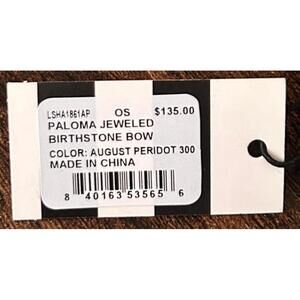 LSHA1861AP OS $135.00
PALOMA JEWELED
BIRTHSTONE BOW
COLOR: AUGUST PERIDOT 300
MADE IN CHINA
8 40163 53565 6